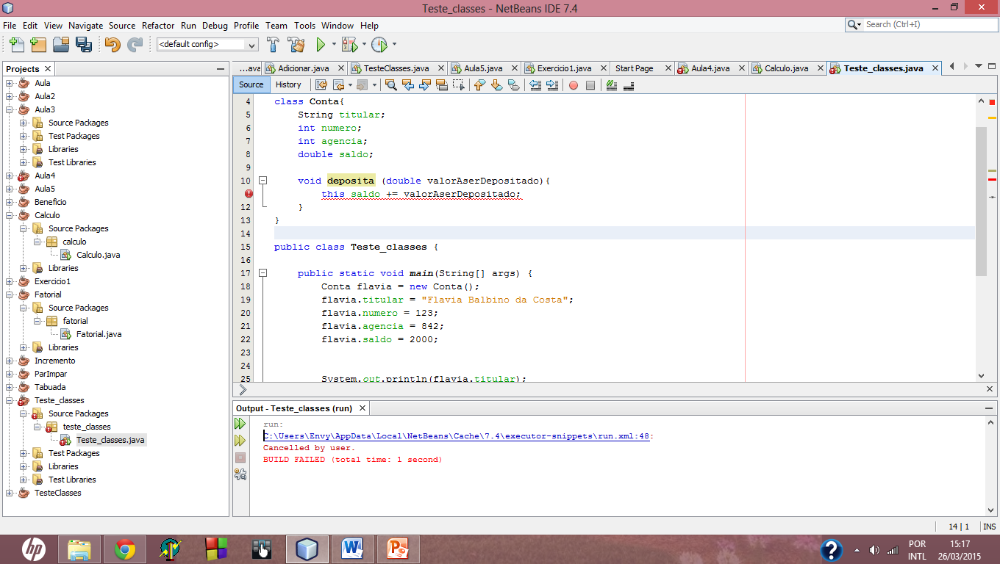 Teste_classes - NetBeans IDE 7.4
File Edit View Navigate Source Refactor Run Debug Profile Team Tools Window Help
Search (Ctrl+I)
<default config>
Projects
Aula
Aula2
Aula3
Source Packages
Test Packages
Libraries
Test Libraries
Aula4
Aula5
Beneficio
Calculo
Source Packages
calculo
Calculo.java
Libraries
Exercicio1
Fatorial
Source Packages
fatorial
Fatorial.java
Libraries
Incremento
ParImpar
Tabuada
Teste_classes
Source Packages
teste_classes
Teste_classes.java
Test Packages
Libraries
Test Libraries
TesteClasses
...ava Adicionar.java TesteClasses.java Aula5.java Exercicio1.java Start Page Aula4.java Calculo.java Teste_classes.java
Source History
4 class Conta{
5 String titular;
6 int numero;
7 int agencia;
8 double saldo;
9
10 void deposita (double valorAserDepositado){
this saldo += valorAserDepositado;
12 }
13 }
14
15 public class Teste_classes {
16
17 public static void main(String[] args) {
18 Conta flavia = new Conta();
19 flavia.titular = "Flavia Balbino da Costa";
20 flavia.numero = 123;
21 flavia.agencia = 842;
22 flavia.saldo = 2000;
23
24
25 System.out.println(flavia.titular);
Output - Teste_classes (run)
run:
C:\Users\Envy\AppData\Local\NetBeans\Cache\7.4\executor-snippets\run.xml:48:
Cancelled by user.
BUILD FAILED (total time: 1 second)
14 | 1 INS
hp
POR
INTL
15:17
26/03/2015